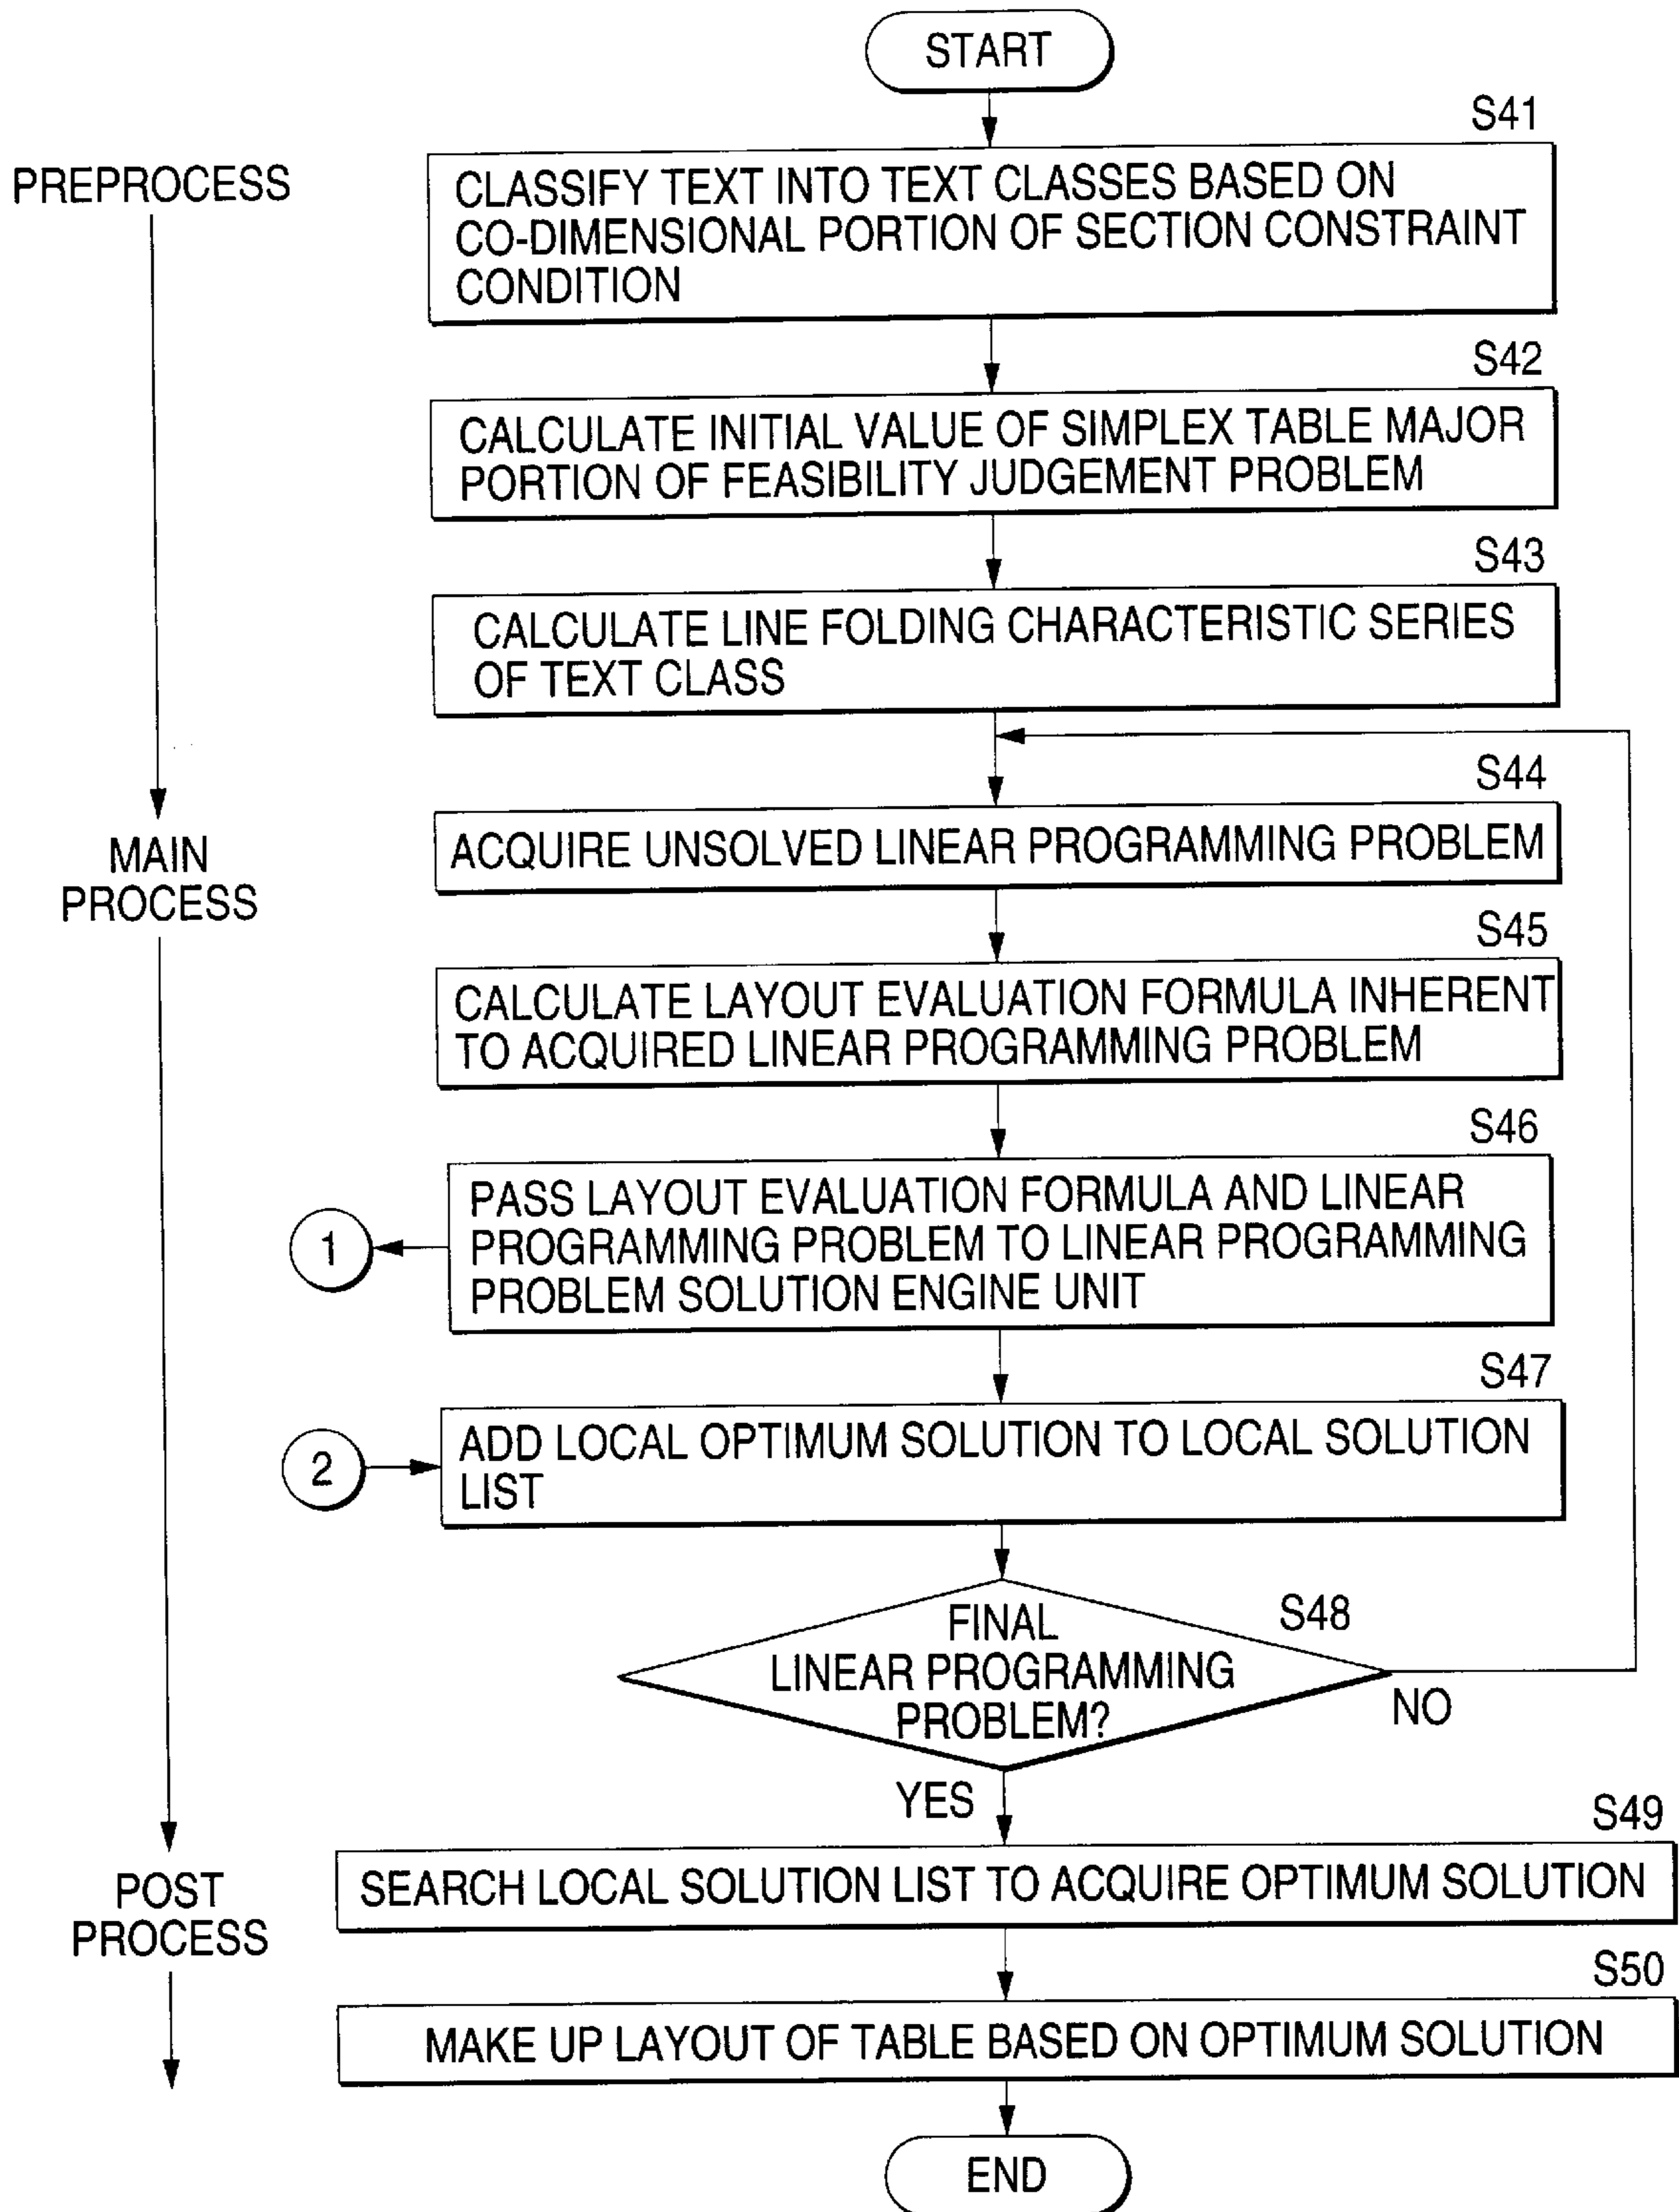 START
S41
PREPROCESS
CLASSIFY TEXT INTO TEXT CLASSES BASED ON
CO-DIMENSIONAL PORTION OF SECTION CONSTRAINT
CONDITION
S42
CALCULATE INITIAL VALUE OF SIMPLEX TABLE MAJOR
PORTION OF FEASIBILITY JUDGEMENT PROBLEM
S43
CALCULATE LINE FOLDING CHARACTERISTIC SERIES
OF TEXT CLASS
S44
MAIN
PROCESS
ACQUIRE UNSOLVED LINEAR PROGRAMMING PROBLEM
S45
CALCULATE LAYOUT EVALUATION FORMULA INHERENT
TO ACQUIRED LINEAR PROGRAMMING PROBLEM
S46
PASS LAYOUT EVALUATION FORMULA AND LINEAR
PROGRAMMING PROBLEM TO LINEAR PROGRAMMING
PROBLEM SOLUTION ENGINE UNIT
1
S47
ADD LOCAL OPTIMUM SOLUTION TO LOCAL SOLUTION
LIST
2
S48
FINAL
LINEAR PROGRAMMING
PROBLEM?
NO
YES
S49
POST
PROCESS
SEARCH LOCAL SOLUTION LIST TO ACQUIRE OPTIMUM SOLUTION
S50
MAKE UP LAYOUT OF TABLE BASED ON OPTIMUM SOLUTION
END